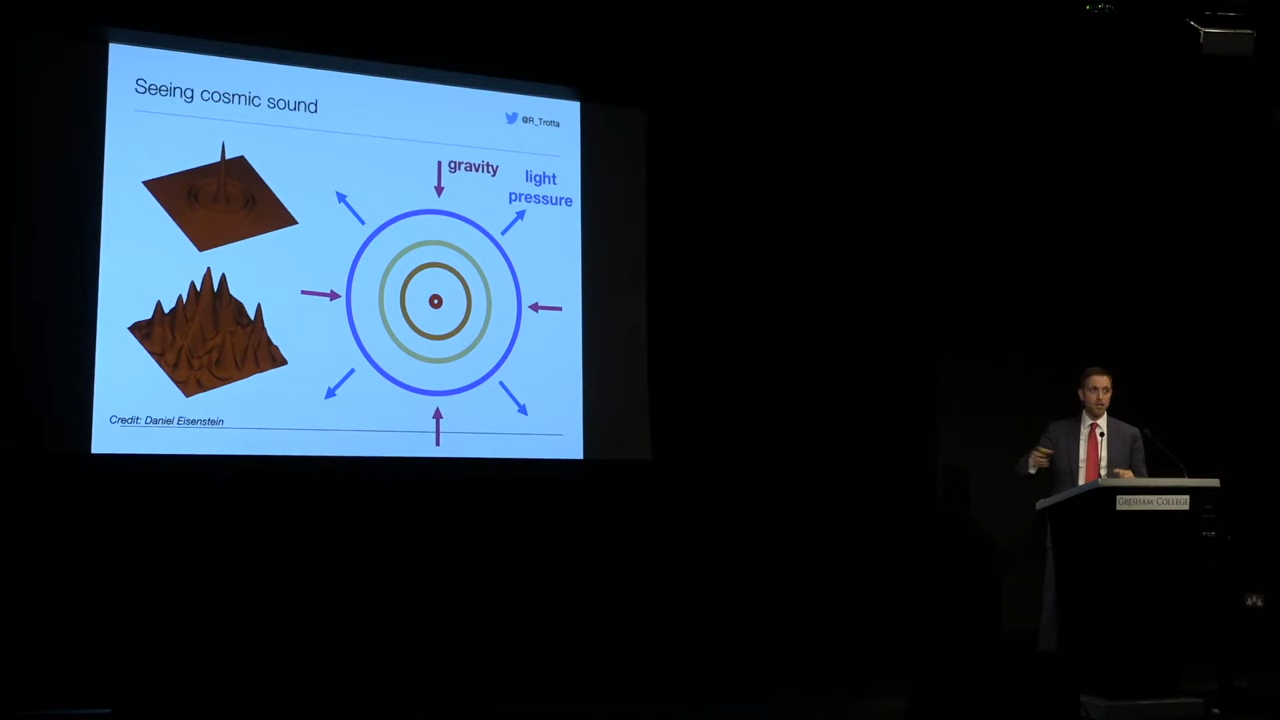 Seeing cosmic sound
@R_Trotta
gravity
light
pressure
Credit: Daniel Eisenstein
GRESHAM COLLEGE